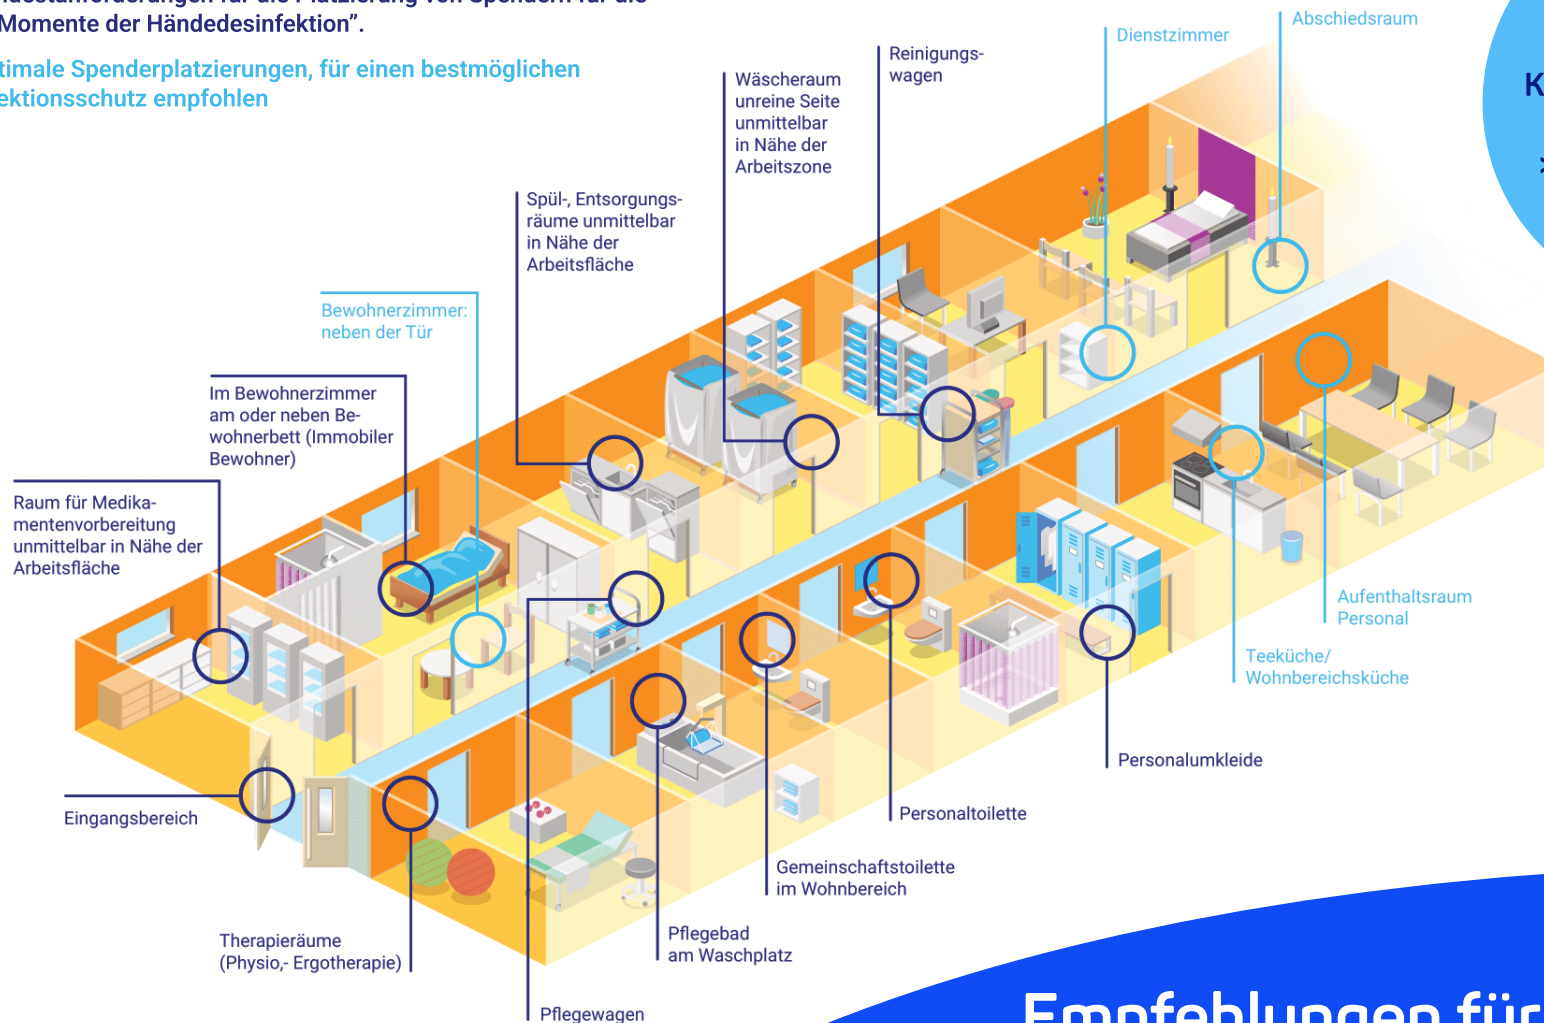 Momente der Händedesinfektion”.
Spenderplatzierungen, für einen bestmöglichen
empfohlen
Abschiedsraum
Dienstzimmer
Reinigungs-
wagen
Wäscheraum
unreine Seite
unmittelbar
in Nähe der
Arbeitszone
Spül-, Entsorgungs-
räume unmittelbar
in Nähe der
Arbeitsfläche
Bewohnerzimmer:
neben der Tür
Im Bewohnerzimmer
am oder neben Be-
wohnerbett (Immobiler
Bewohner)
Raum für Medika-
mentenvorbereitung
unmittelbar in Nähe der
Arbeitsfläche
Eingangsbereich
Therapieräume
(Physio,- Ergotherapie)
Pflegewagen
Pflegebad
am Waschplatz
Gemeinschaftstoilette
im Wohnbereich
Personaltoilette
Personalumkleide
Teeküche/
Wohnbereichsküche
Aufenthaltsraum
Personal
Empfehlungen für